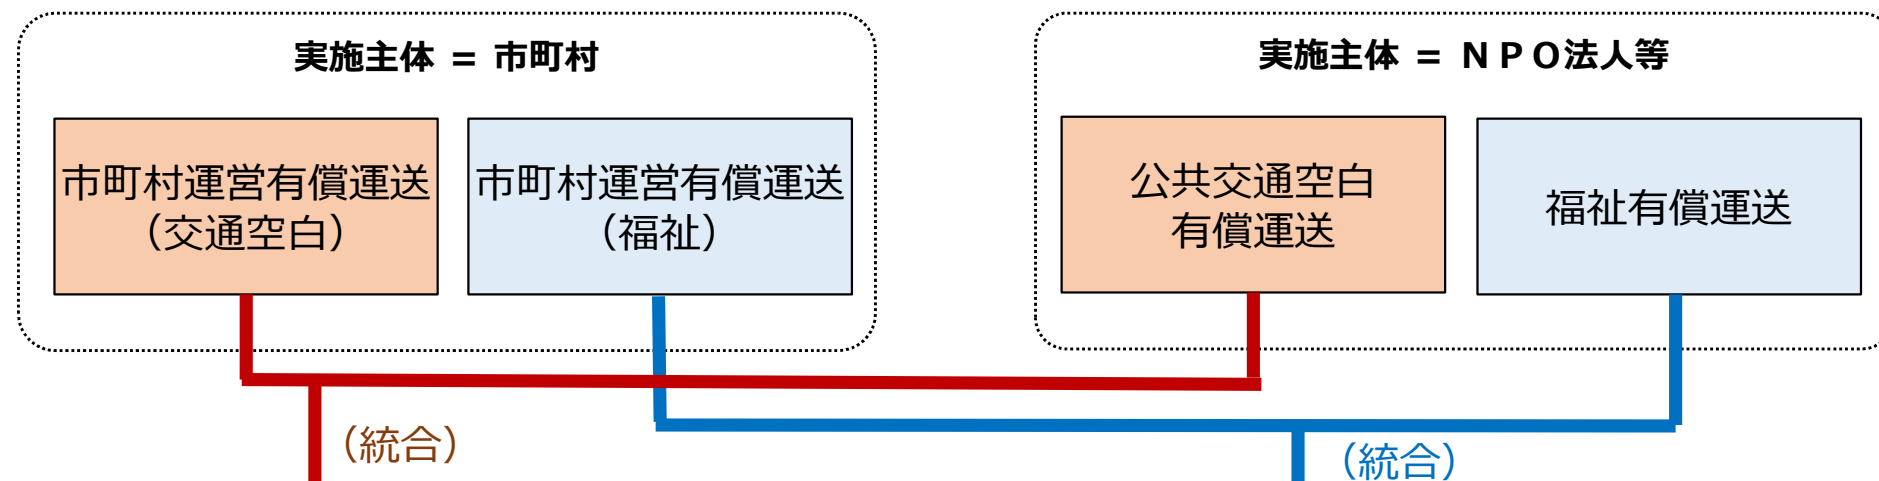 実施主体 ＝ 市町村
市町村運営有償運送
（交通空白）
市町村運営有償運送
（福祉）
実施主体 ＝ ＮＰＯ法人等
公共交通空白
有償運送
福祉有償運送
（統合）
（統合）